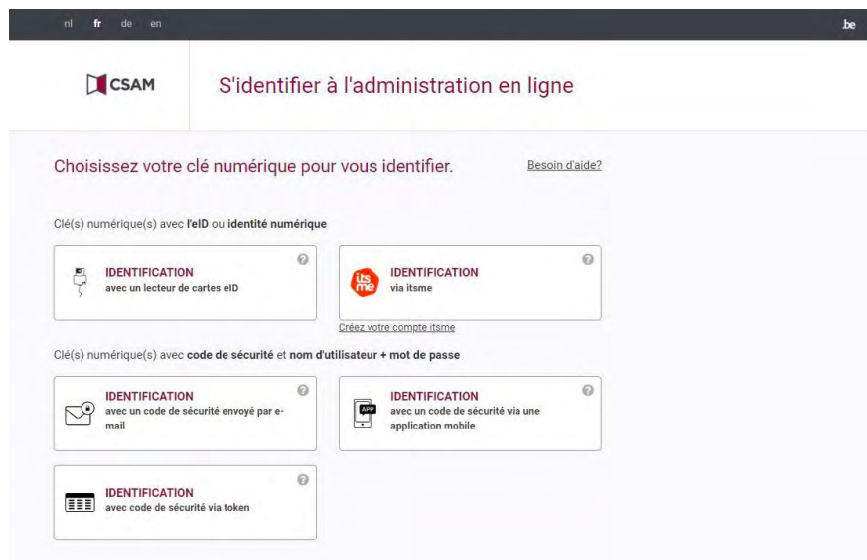 nl fr de en .be
CSAM
S'identifier à l'administration en ligne
Choisissez votre clé numérique pour vous identifier.
Besoin d'aide?
Clé(s) numérique(s) avec l'eID ou identité numérique
IDENTIFICATION
avec un lecteur de cartes eID
?
its
me
IDENTIFICATION
via itsme
?
Créez votre compte itsme
Clé(s) numérique(s) avec code de sécurité et nom d'utilisateur + mot de passe
IDENTIFICATION
avec un code de sécurité envoyé par e-
mail
?
APP
IDENTIFICATION
avec un code de sécurité via une
application mobile
?
IDENTIFICATION
avec code de sécurité via token
?